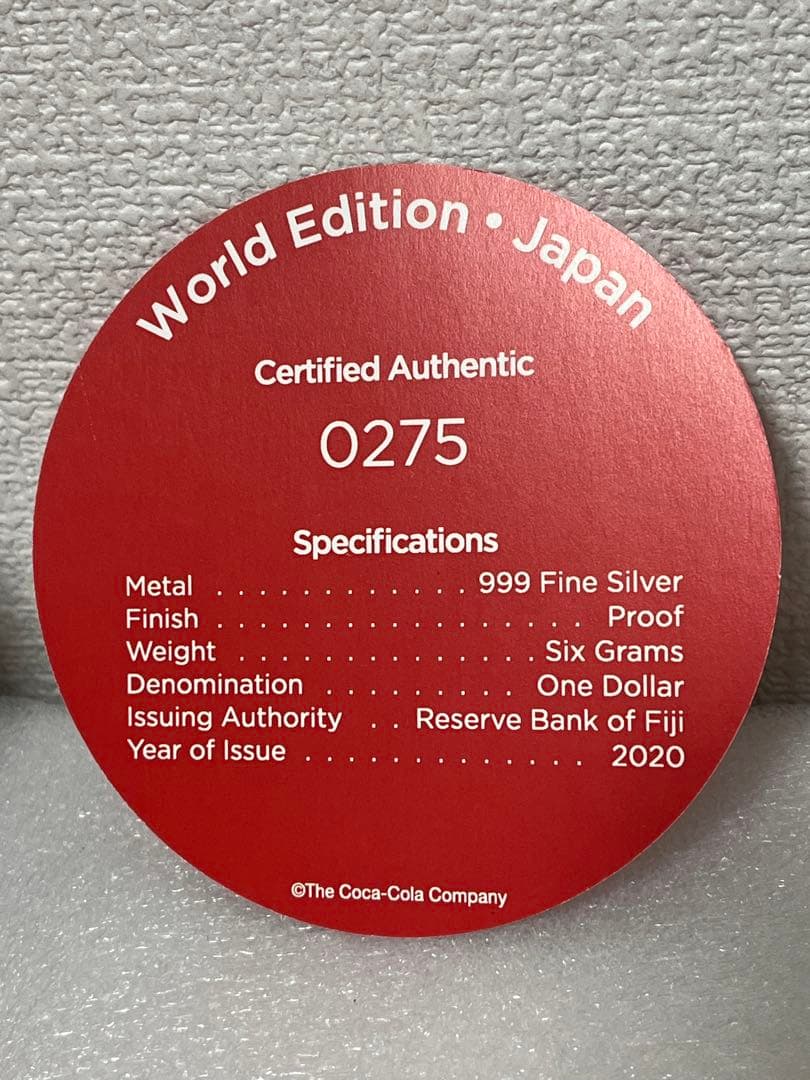 World Edition • Japan
Certified Authentic
0275
Specifications
Metal . . . . . . . . . . . . 999 Fine Silver
Finish . . . . . . . . . . . . . . . . . Proof
Weight . . . . . . . . . . . . . . Six Grams
Denomination . . . . . . . . . One Dollar
Issuing Authority . . Reserve Bank of Fiji
Year of Issue . . . . . . . . . . . . . 2020
©The Coca-Cola Company